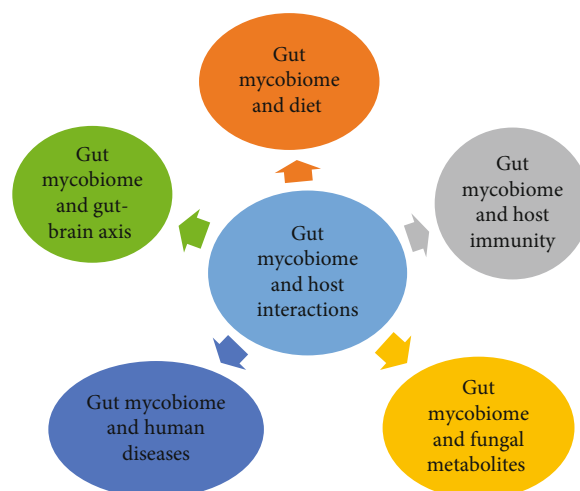 Gut
mycobiome
and diet
Gut
mycobiome
and gut-
brain axis
Gut
mycobiome
and host
immunity
Gut
mycobiome
and host
interactions
Gut mycobiome
and human
diseases
Gut
mycobiome
and fungal
metabolites